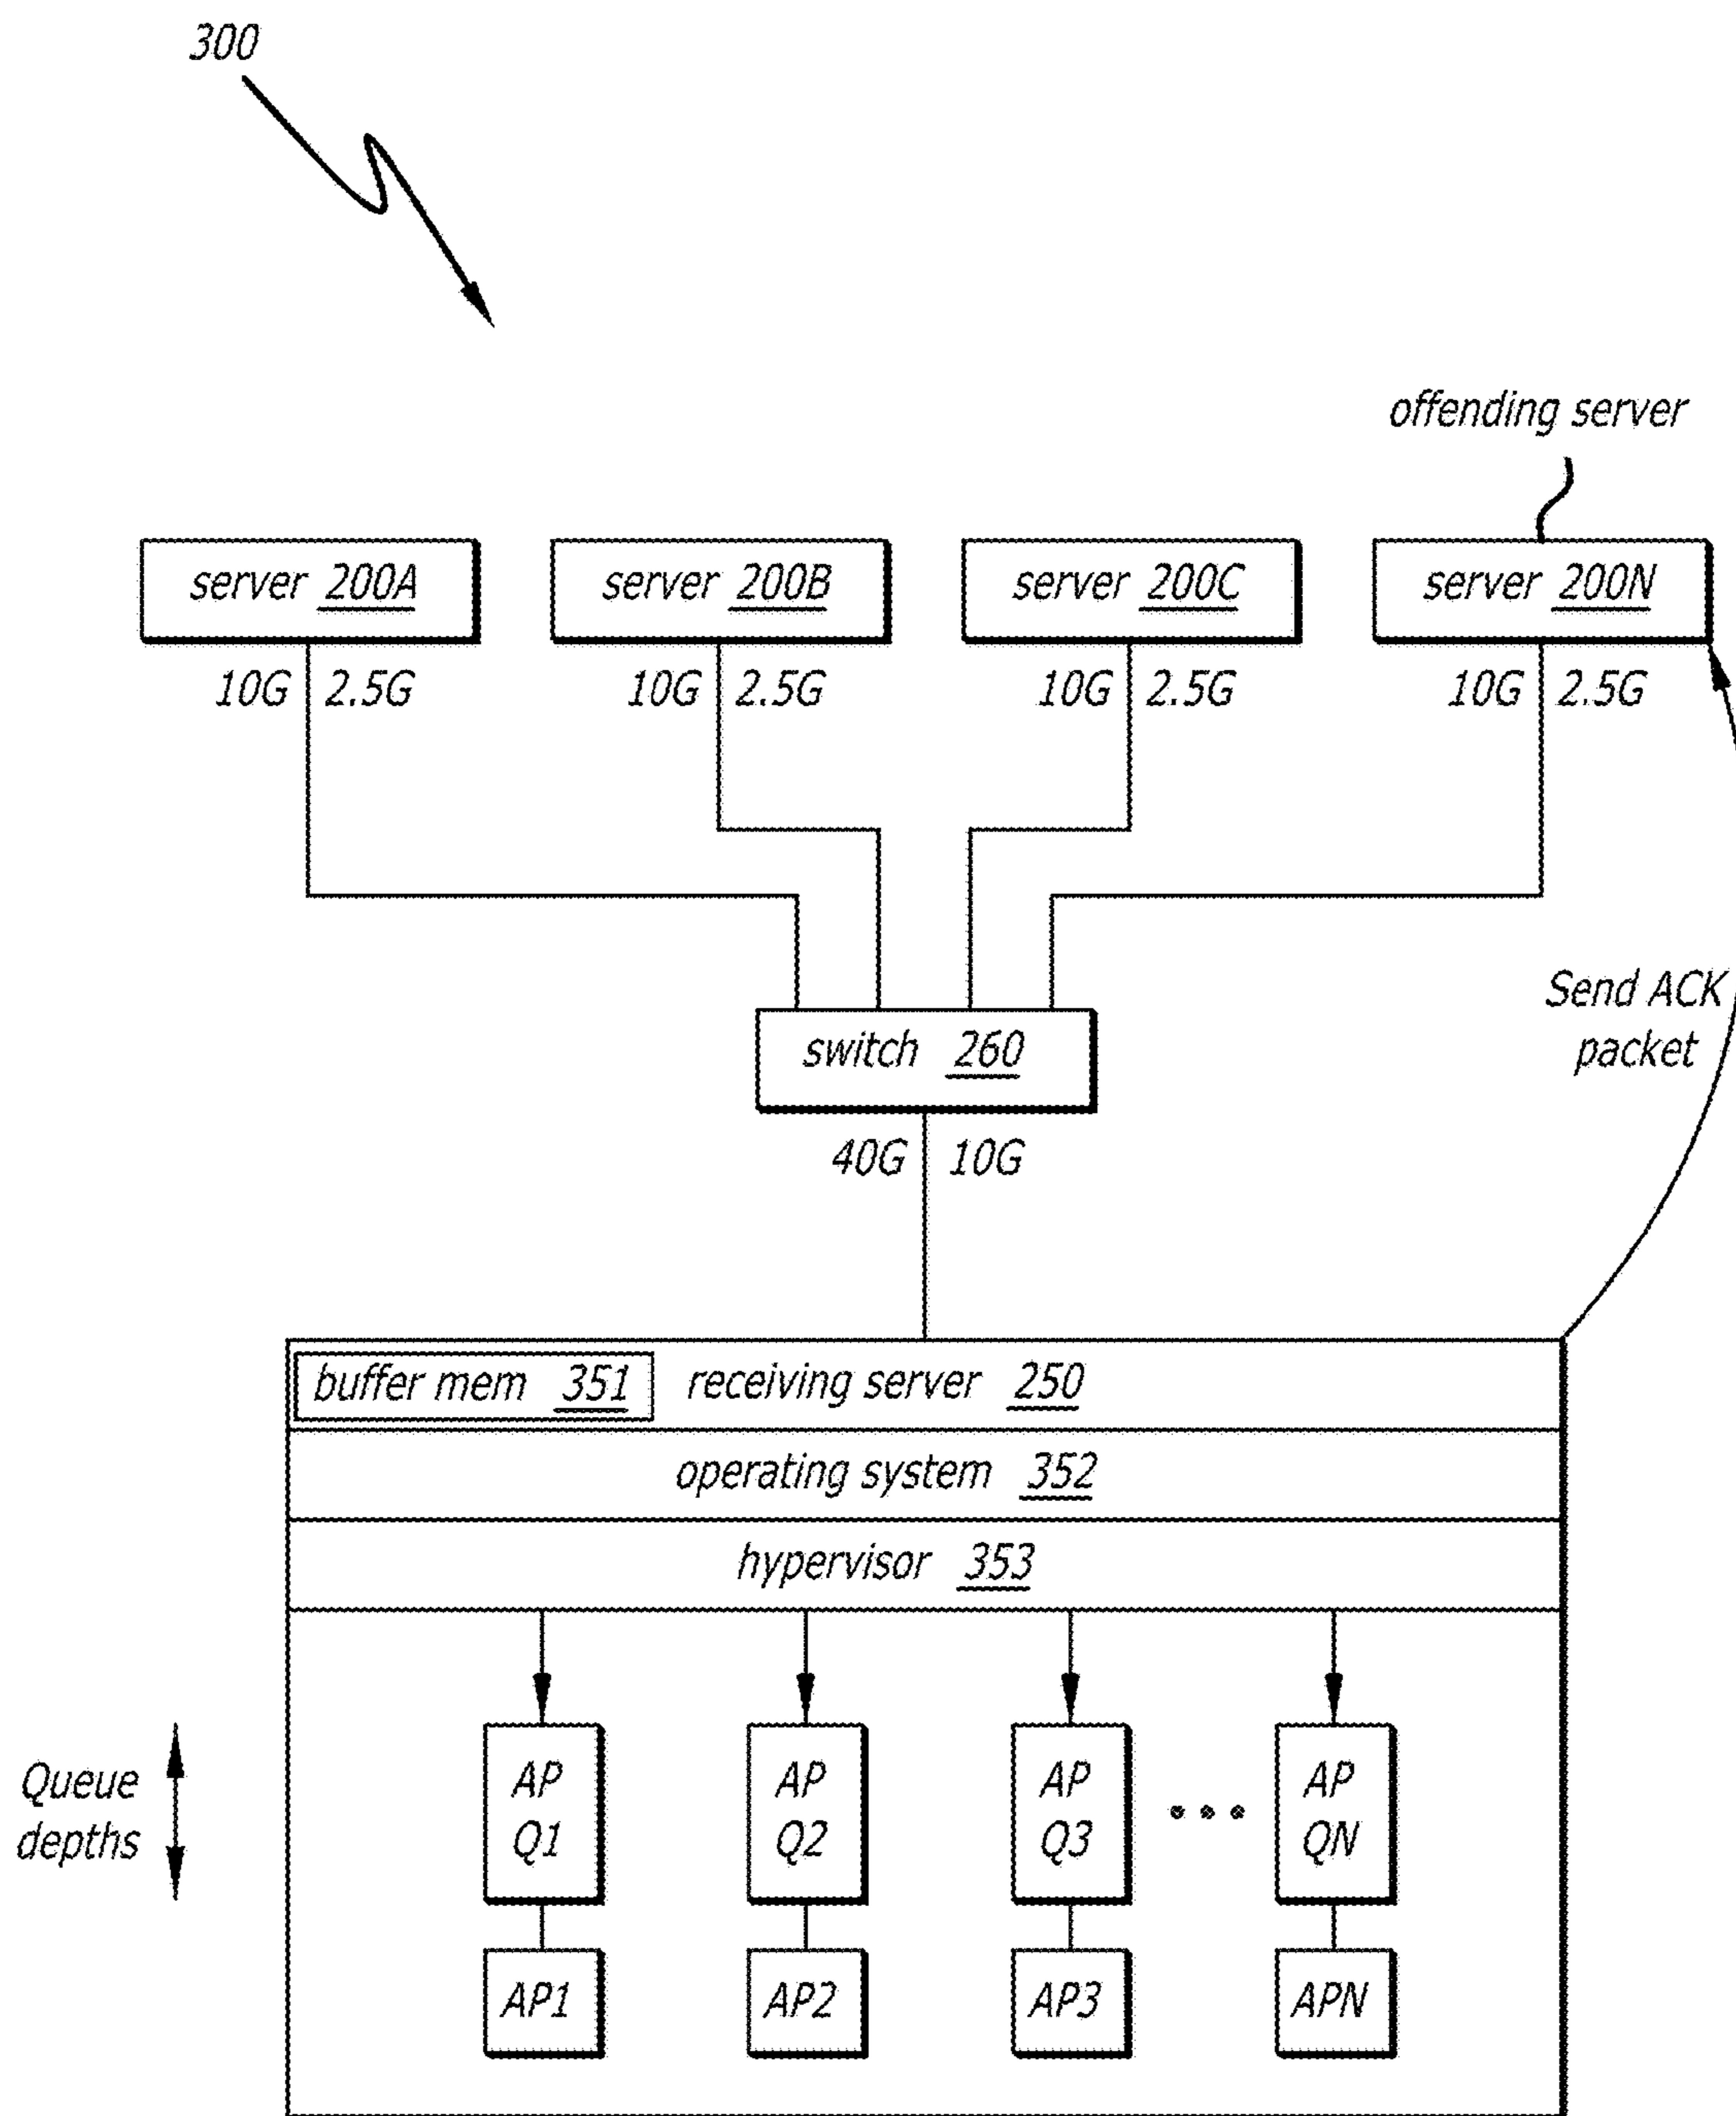 300
offending server
server 200A
server 200B
server 200C
server 200N
10G 2.5G
10G 2.5G
10G 2.5G
10G 2.5G
Send ACK
packet
switch 260
40G 10G
buffer mem 351
receiving server 250
operating system 352
hypervisor 353
Queue
depths
AP
Q1
AP
Q2
AP
Q3
AP
QN
AP1
AP2
AP3
APN